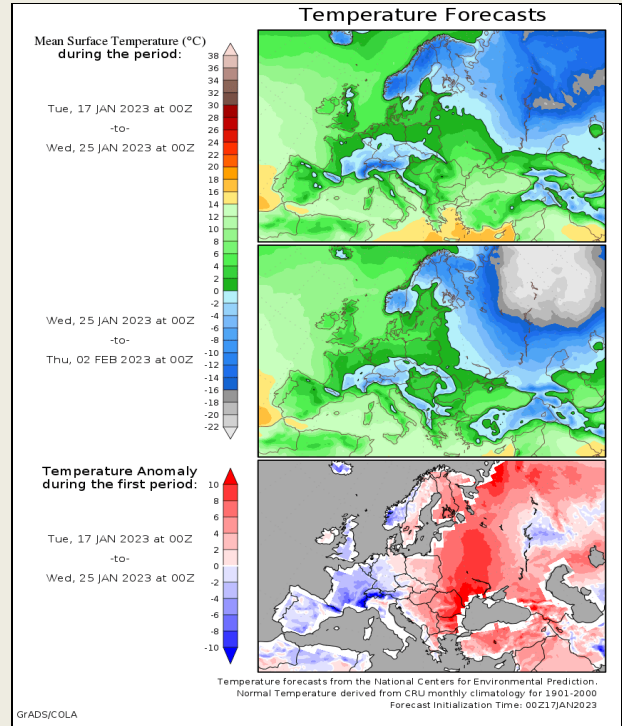 Temperature Forecasts
Mean Surface Temperature (°C)
during the period:
Tue, 17 JAN 2023 at 00Z
-to-
Wed, 25 JAN 2023 at 00Z
38
36
34
32
30
28
26
24
22
20
18
16
14
12
10
8
6
4
2
0
-2
-4
-6
-8
-10
-12
-14
-16
-18
-20
-22
Wed, 25 JAN 2023 at 00Z
-to-
Thu, 02 FEB 2023 at 00Z
Temperature Anomaly
during the first period:
Tue, 17 JAN 2023 at 00Z
-to-
Wed, 25 JAN 2023 at 00Z
10
8
6
4
2
0
-2
-4
-6
-8
-10
Temperature forecasts from the National Centers for Environmental Prediction.
Normal Temperature derived from CRU monthly climatology for 1901-2000
Forecast Initialization Time: 00Z17JAN2023
GrADS/COLA